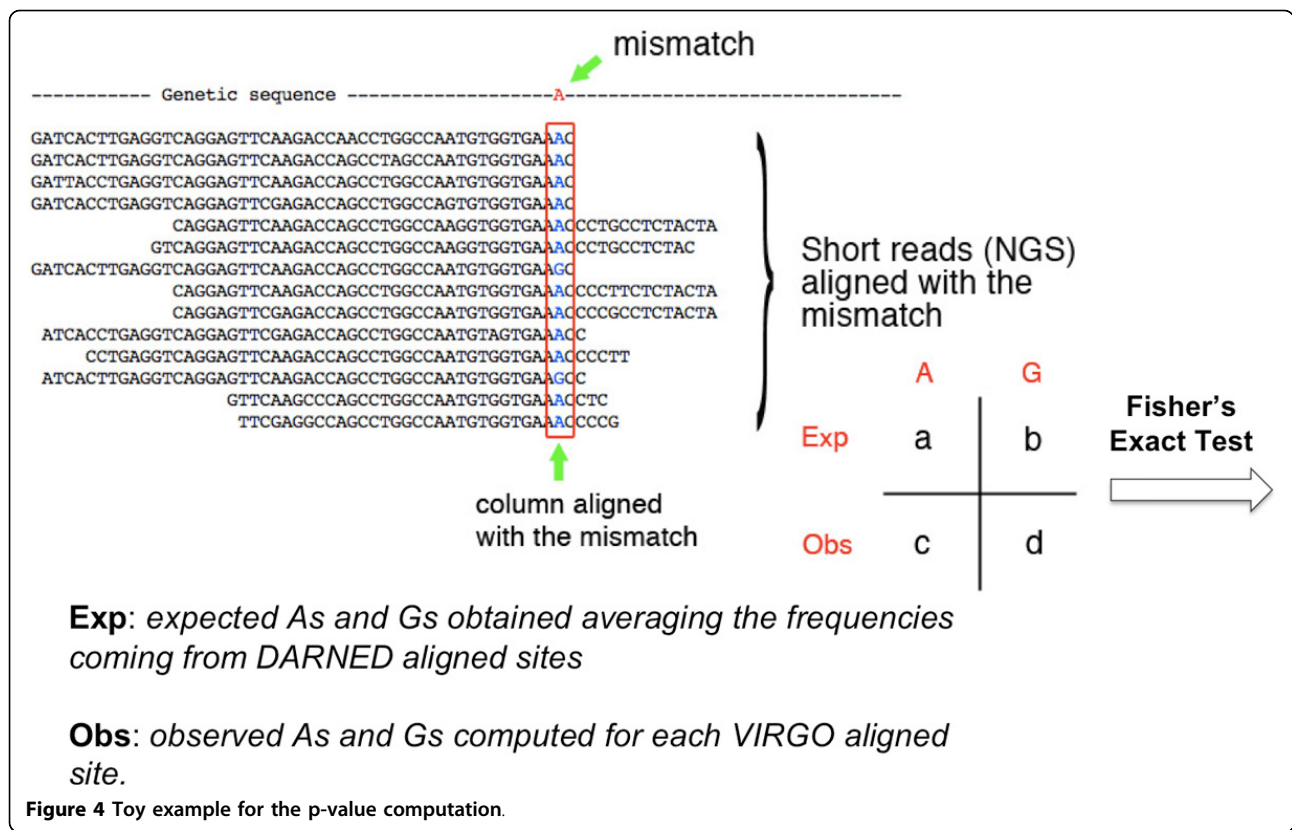 mismatch
----------- Genetic sequence -------------------A-------------------------------
GATCACTTGAGGTCAGGAGTTCAAGACCAACCTGGCCAATGTGGTGAAAC
GATCACTTGAGGTCAGGAGTTCAAGACCAGCCTAGCCAATGTGGTGAAAC
GATTACCTGAGGTCAGGAGTTCAAGACCAGCCTGGCCAATGTGGTGAAAC
GATCACCTGAGGTCAGGAGTTCGAGACCAGCCTGGCCAGTGTGGTGAAAC
CAGGAGTTCAAGACCAGCCTGGCCAAGGTGGTGAAACCCTGCCTCTACTA
GTCAGGAGTTCAAGACCAGCCTGGCCAAGGTGGTGAAACCCTGCCTCTAC
GATCACTTGAGGTCAGGAGTTCAAGACCAGCCTGGCCAATGTGGTGAAGC
CAGGAGTTCAAGACCAGCCTGGCCAATGTGGTGAAACCCCTTCTCTACTA
CAGGAGTTCGAGACCAGCCTGGCCAATGTGGTGAAACCCCGCCTCTACTA
ATCACCTGAGGTCAGGAGTTCGAGACCAGCCTGGCCAATGTAGTGAAACC
CCTGAGGTCAGGAGTTCAAGACCAGCCTGGCCAATGTGGTGAAACCCCTT
ATCACTTGAGGTCAGGAGTTCAAGACCAGCCTGGCCAATGTGGTGAAGCC
GTTCAAGCCCAGCCTGGCCAATGTGGTGAAACCTC
TTCGAGGCCAGCCTGGCCAATGTGGTGAAACCCCG
Short reads (NGS)
aligned with the
mismatch
column aligned
with the mismatch
A G
Exp a b
Obs c d
Fisher's
Exact Test
Exp: expected As and Gs obtained averaging the frequencies
coming from DARNED aligned sites
Obs: observed As and Gs computed for each VIRGO aligned
site.
Figure 4 Toy example for the p-value computation.